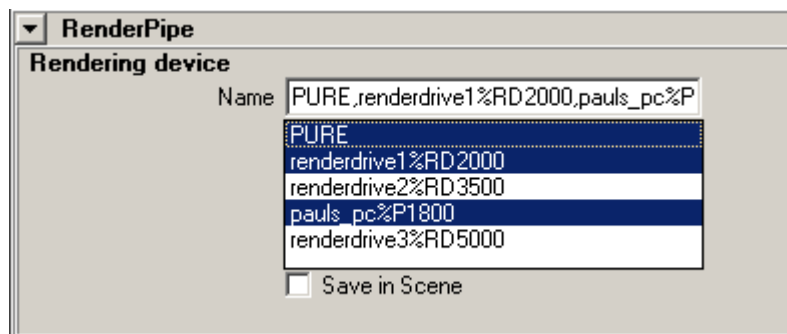 RenderPipe
Rendering device
Name PURE,renderdrive1%RD2000,pauls_pc%P
PURE
renderdrive1%RD2000
renderdrive2%RD3500
pauls_pc%P1800
renderdrive3%RD5000
Save in Scene